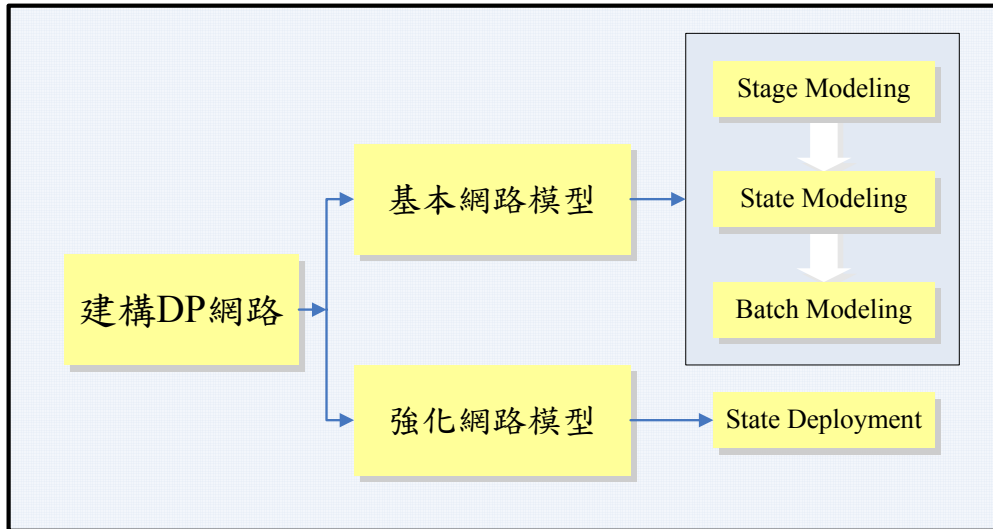 建構DP網路
基本網路模型
Stage Modeling
State Modeling
Batch Modeling
強化網路模型
State Deployment